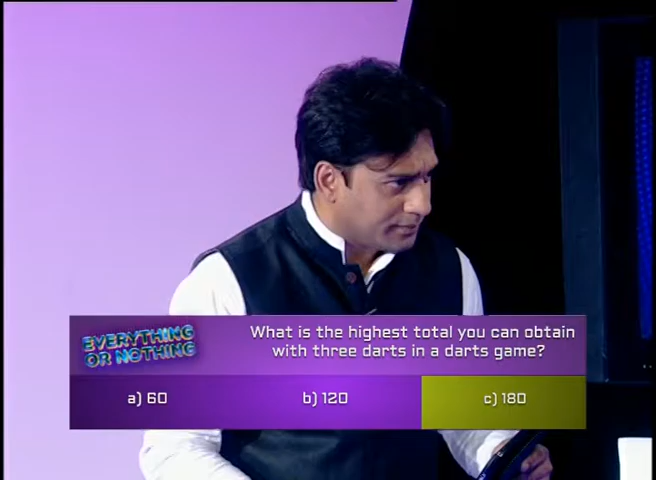 EVERYTHING
OR NOTHING
What is the highest total you can obtain
with three darts in a darts game?
a) 60
b) 120
c) 180